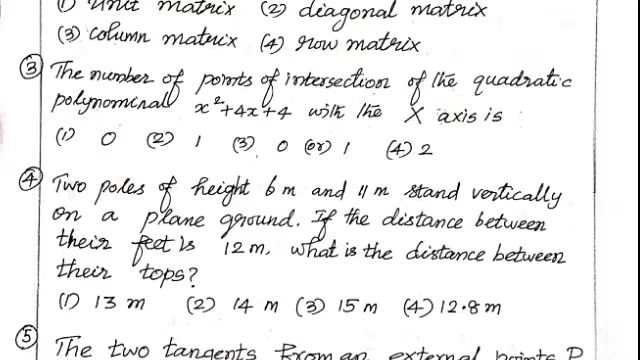 (1) Unit matrix (2) diagonal matrix
(3) column matrix (4) row matrix
③ The number of points of intersection of the quadratic
polynominal x²+4x+4 with the X axis is
(1) 0 (2) 1 (3) 0 (or) 1 (4) 2
④ Two poles of height 6 m and 11 m stand vertically
on a plane ground. If the distance between
their feet is 12 m, what is the distance between
their tops?
(1) 13 m (2) 14 m (3) 15 m (4) 12.8 m
⑤ The two tangents from an external points P